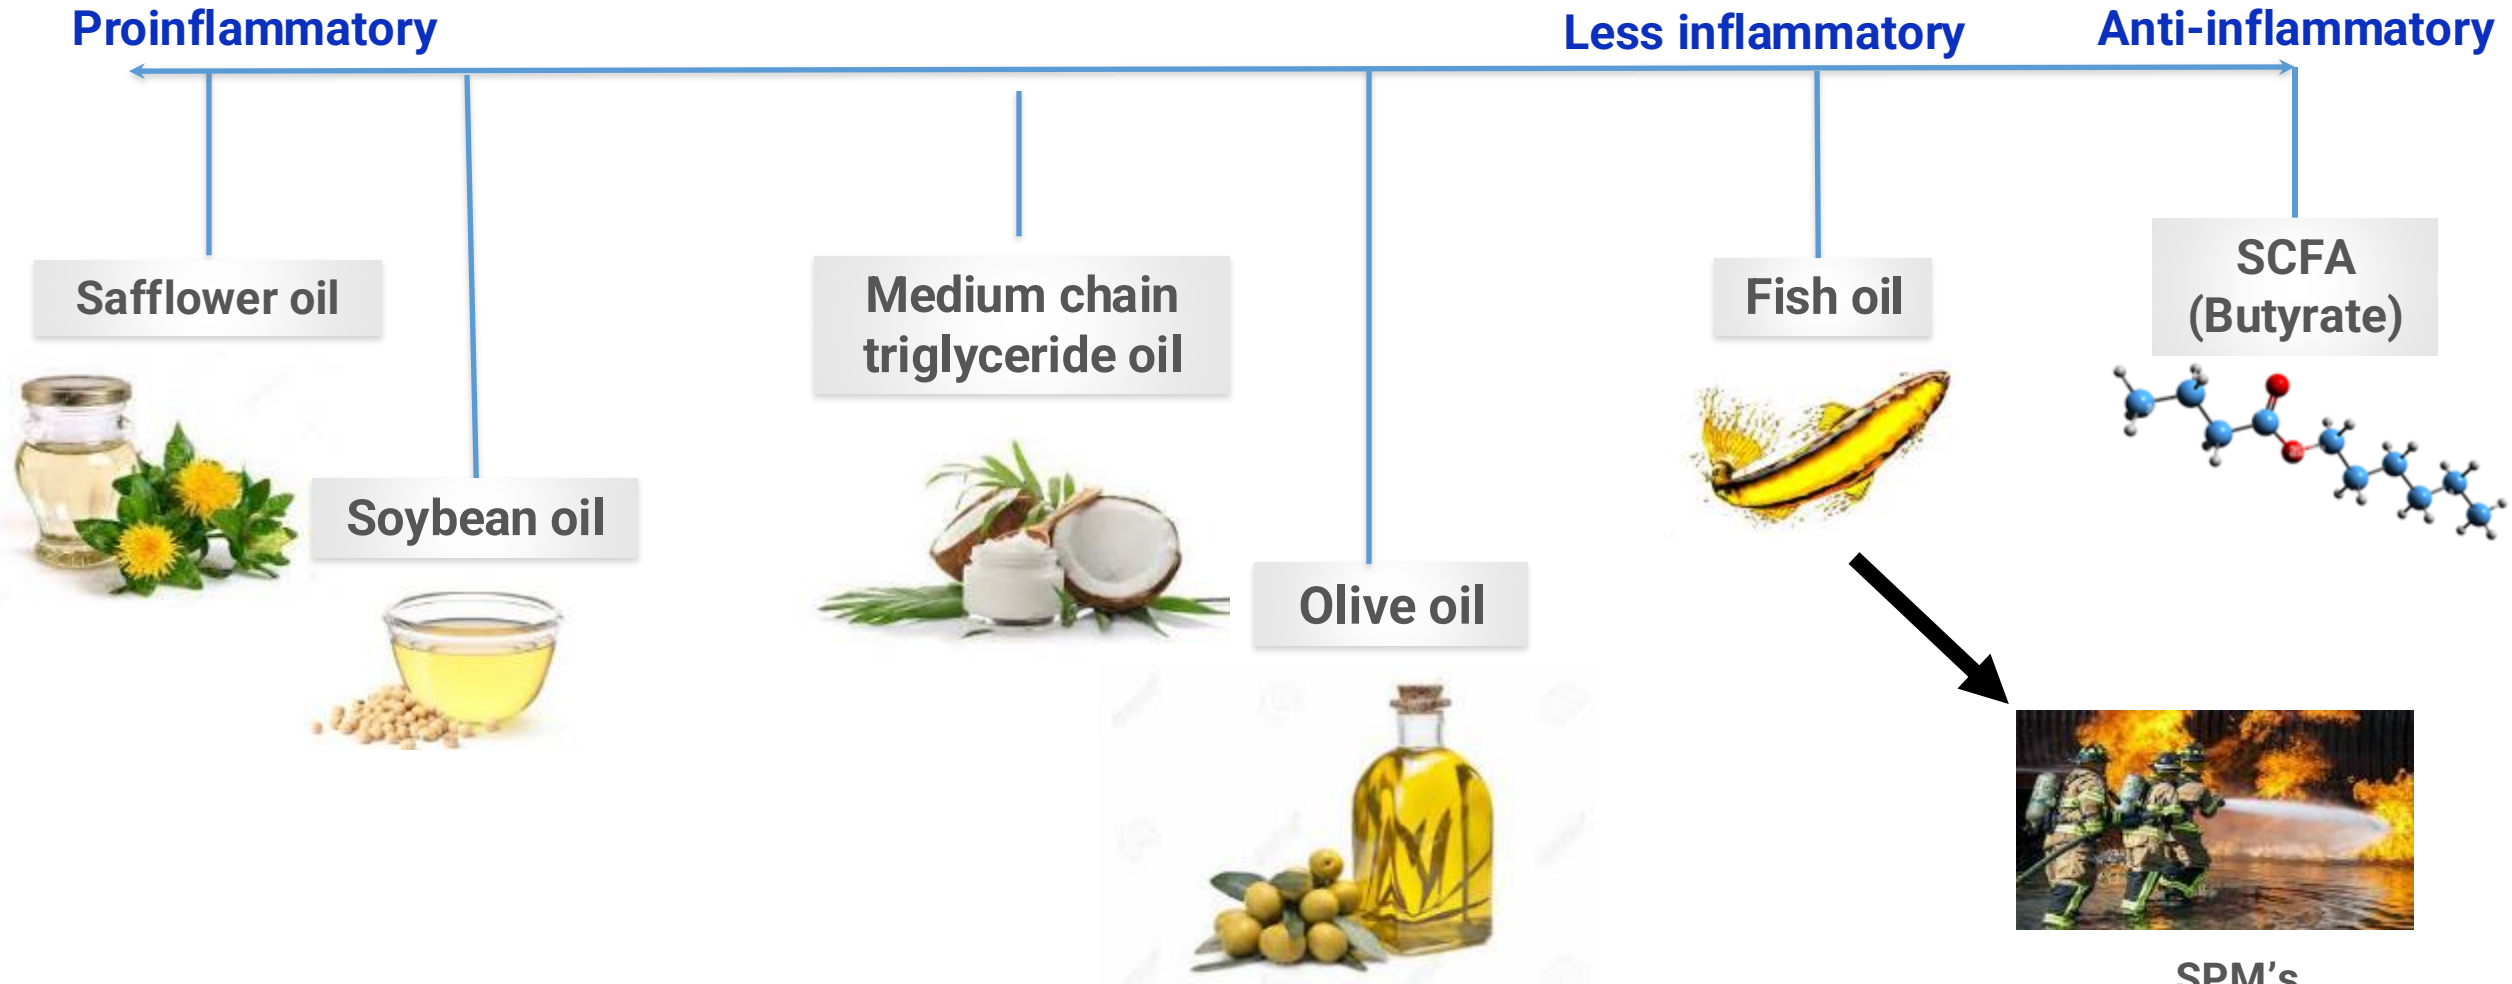 Proinflammatory
Less inflammatory
Anti-inflammatory
Safflower oil
Soybean oil
Medium chain
triglyceride oil
Olive oil
Fish oil
SCFA
(Butyrate)
SPM's